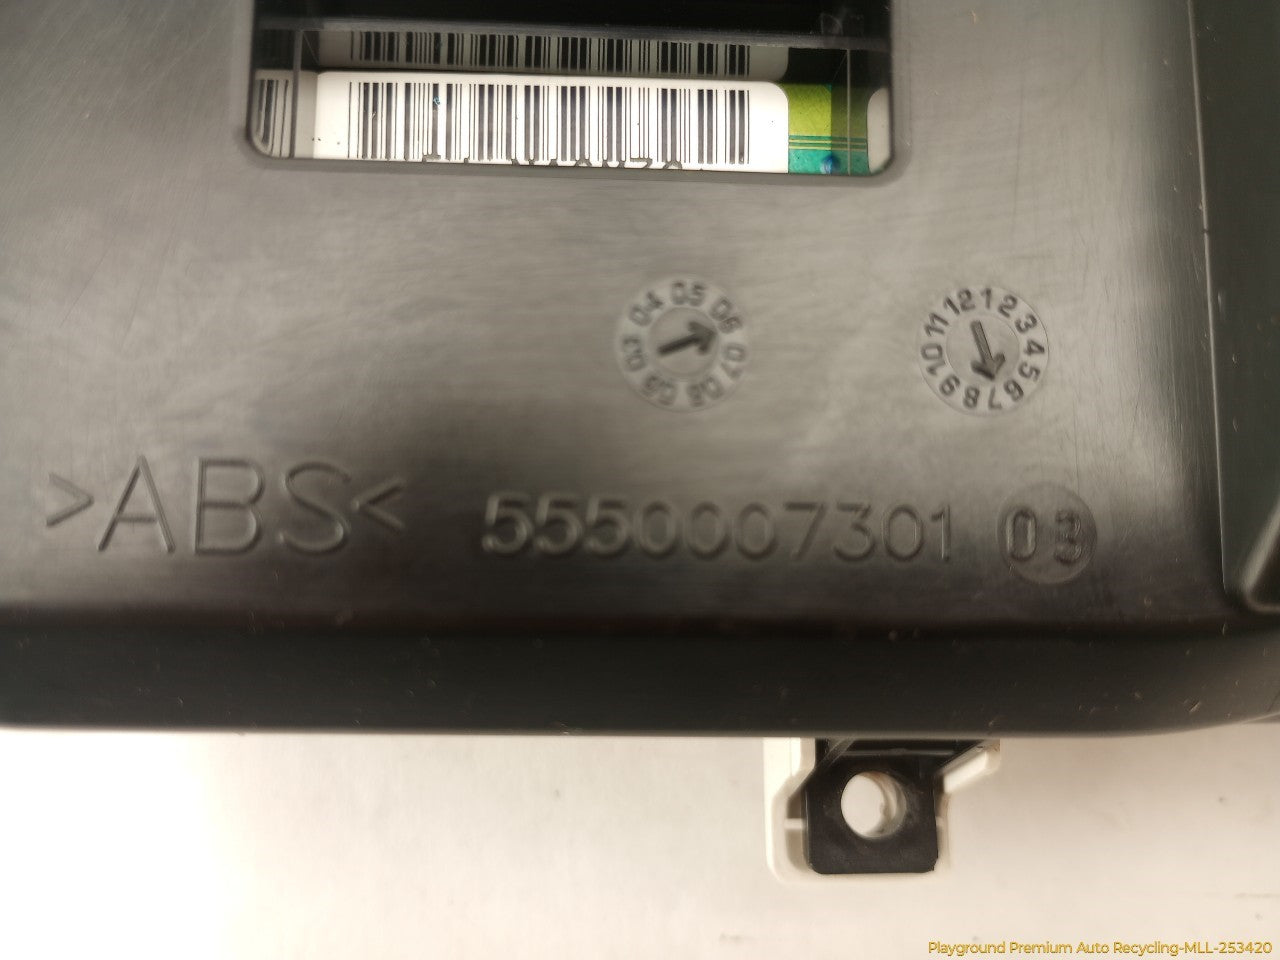 03 04 05 06 07 08 09
12 1 2 3 4 5 6 7 8 9 10 11
>ABS<
5550007301 03
Playground Premium Auto Recycling-MLL-253420